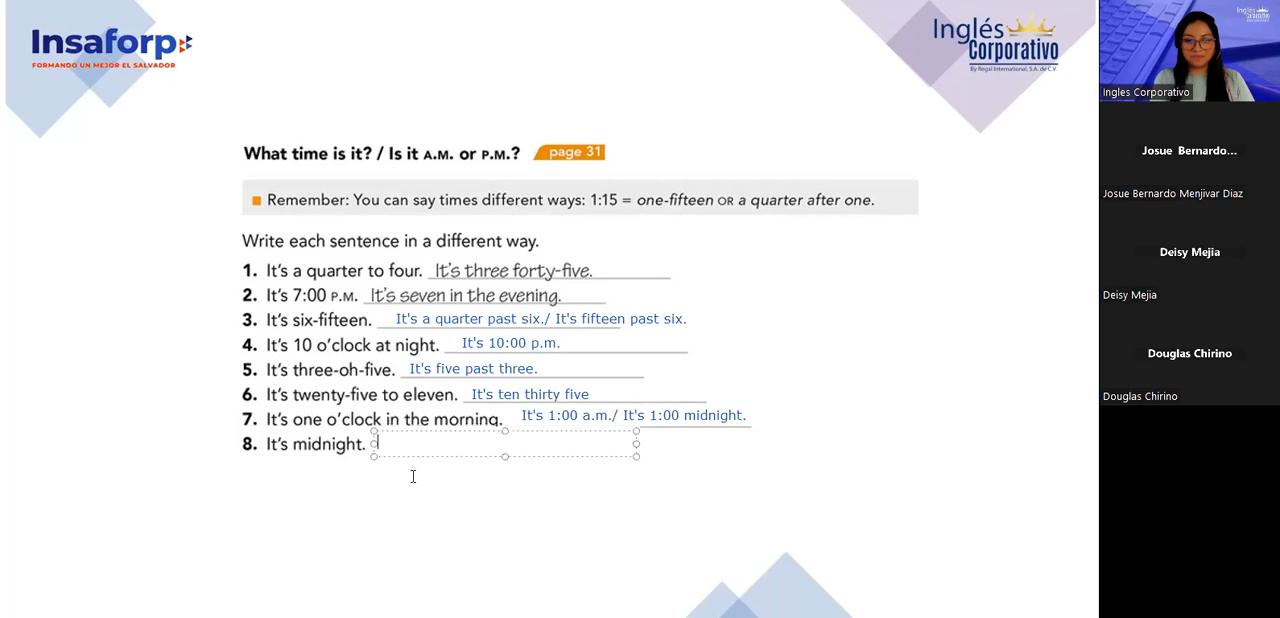 Insaforp
FORMANDO UN MEJOR EL SALVADOR
Inglés
Corporativo
By Regal International, S.A. de C.V.
What time is it? / Is it A.M. or P.M.? page 31
Remember: You can say times different ways: 1:15 = one-fifteen OR a quarter after one.
Write each sentence in a different way.
1. It's a quarter to four. It's three forty-five.
2. It's 7:00 P.M. It's seven in the evening.
3. It's six-fifteen. It's a quarter past six./ It's fifteen past six.
4. It's 10 o'clock at night. It's 10:00 p.m.
5. It's three-oh-five. It's five past three.
6. It's twenty-five to eleven. It's ten thirty five
7. It's one o'clock in the morning. It's 1:00 a.m./ It's 1:00 midnight.
8. It's midnight.
Inglés
Corporativo
Ingles Corporativo
Josue Bernardo...
Josue Bernardo Menjivar Diaz
Deisy Mejia
Deisy Mejia
Douglas Chirino
Douglas Chirino